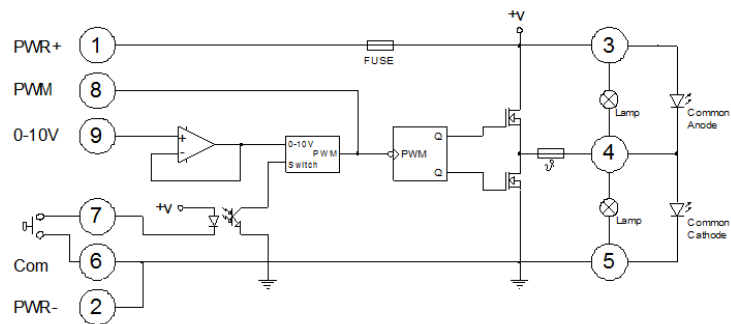 +V
PWR+ 1
FUSE
3
PWM 8
0-10V 9
+
-
0-10V
PWM
Switch
PWM
Q
Q
Lamp
Common
Anode
4
ϑ
Lamp
Common
Cathode
+V
7
Com 6
5
PWR- 2